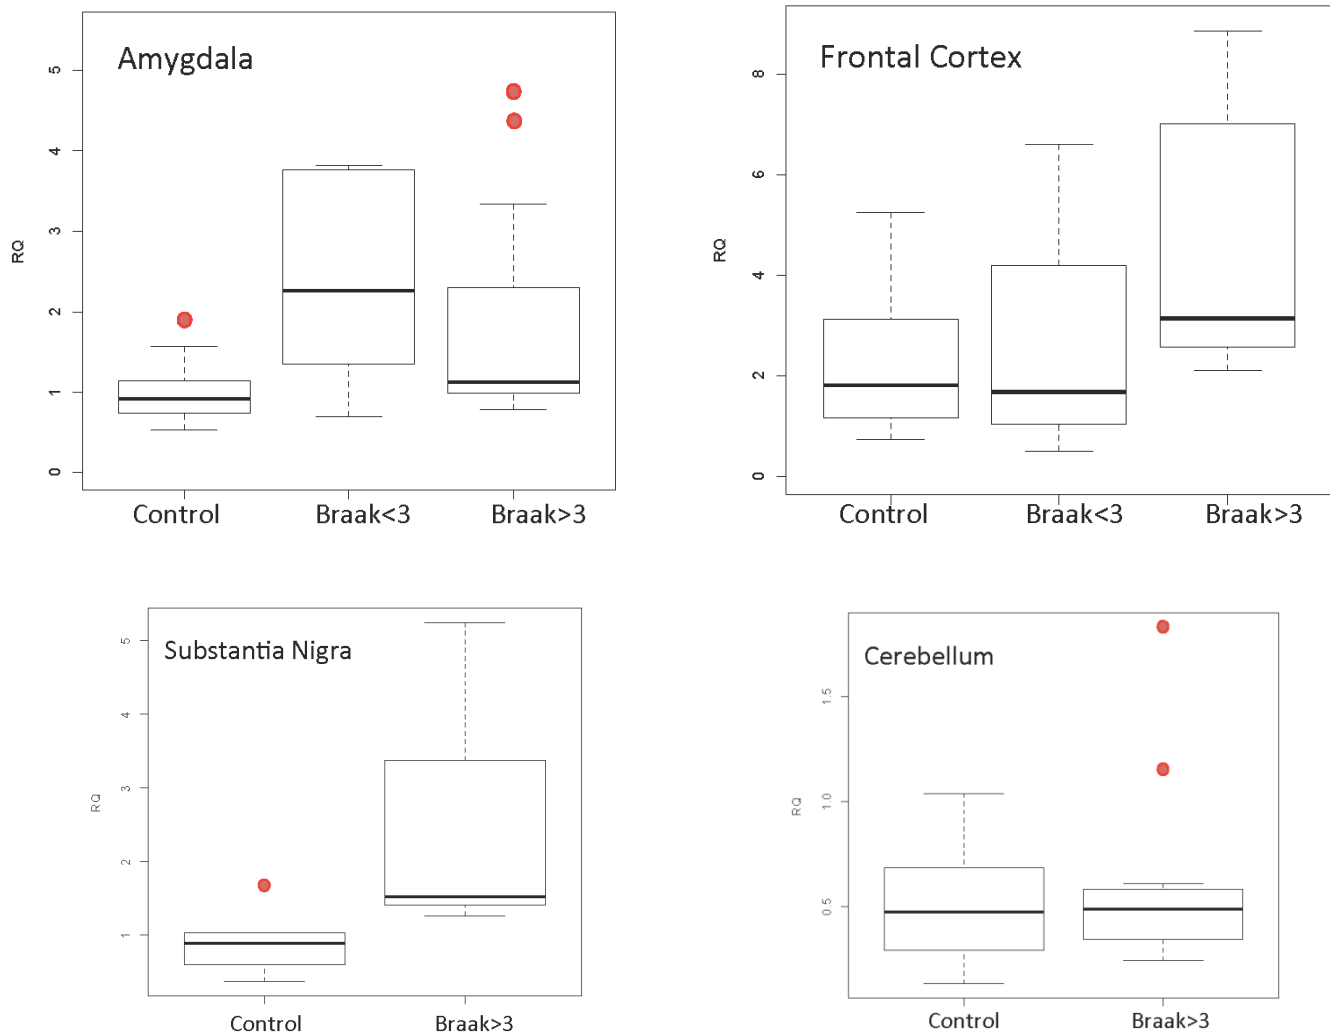 Amygdala
RQ
5
4
3
2
1
0
Control Braak<3 Braak>3
Frontal Cortex
RQ
8
6
4
2
0
Control Braak<3 Braak>3
Substantia Nigra
RQ
5
4
3
2
1
Control Braak>3
Cerebellum
RQ
1.5
1.0
0.5
Control Braak>3